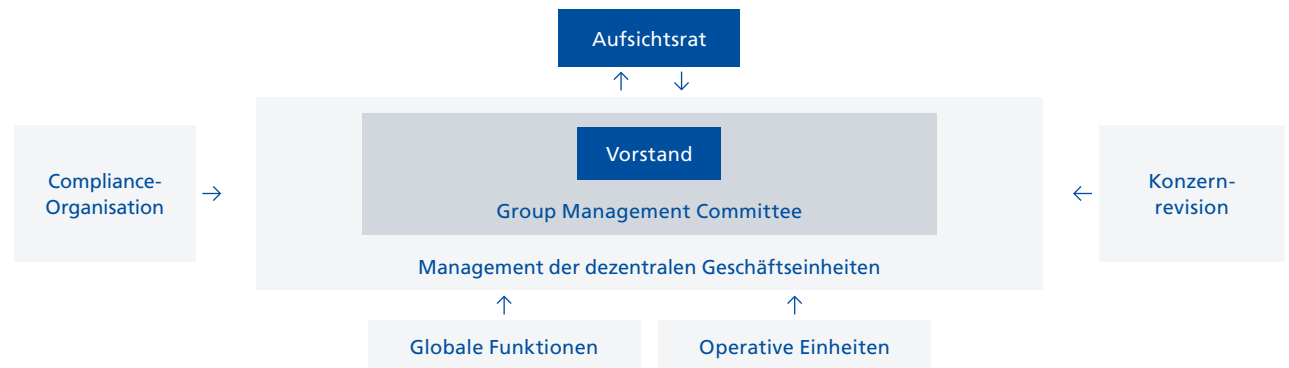 Aufsichtsrat
Compliance-
Organisation
Vorstand
Group Management Committee
Management der dezentralen Geschäftseinheiten
Konzern-
revision
Globale Funktionen
Operative Einheiten